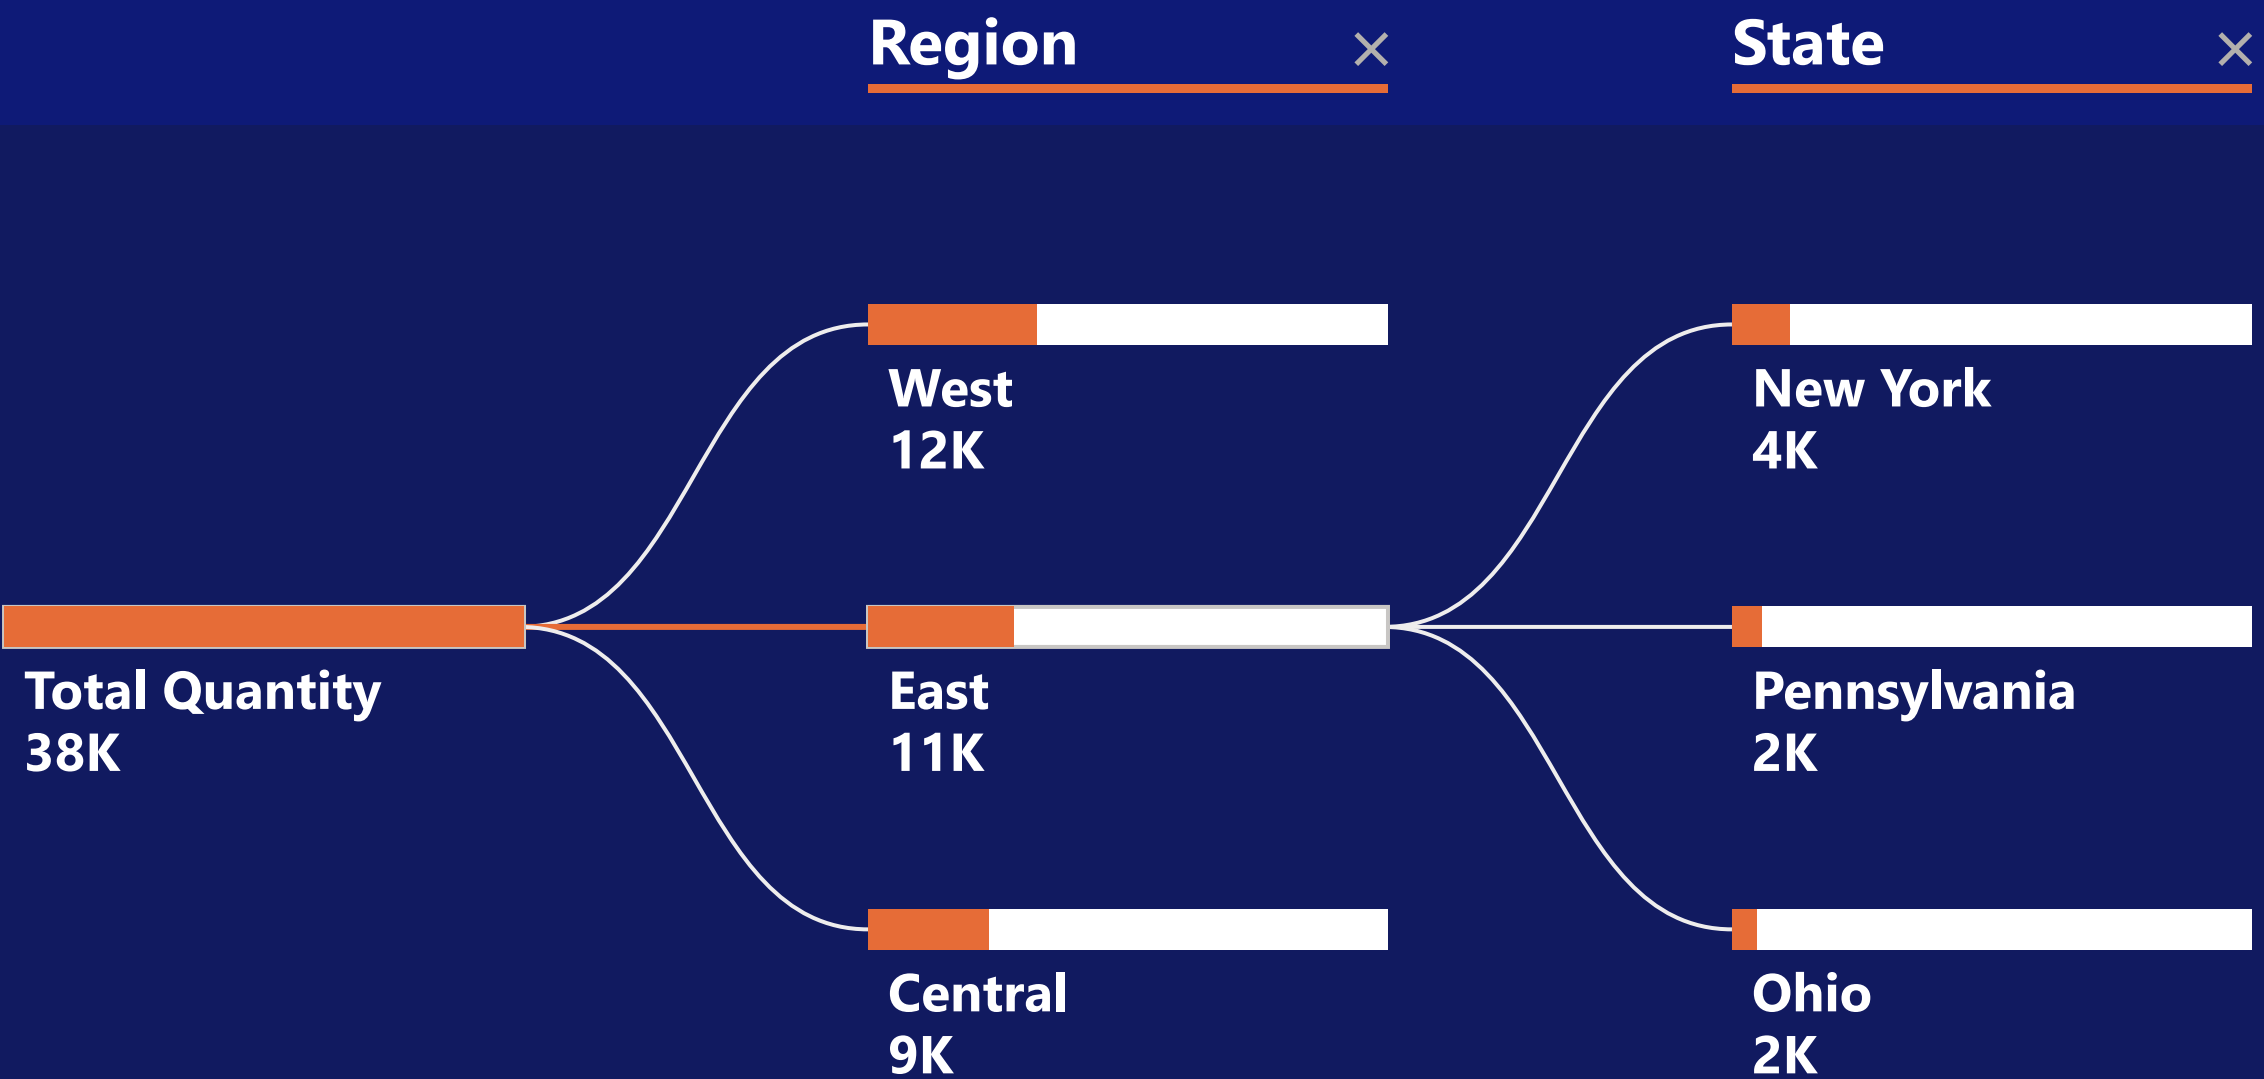 Region
State
West
12K
New York
4K
Total Quantity
38K
East
11K
Pennsylvania
2K
Central
9K
Ohio
2K